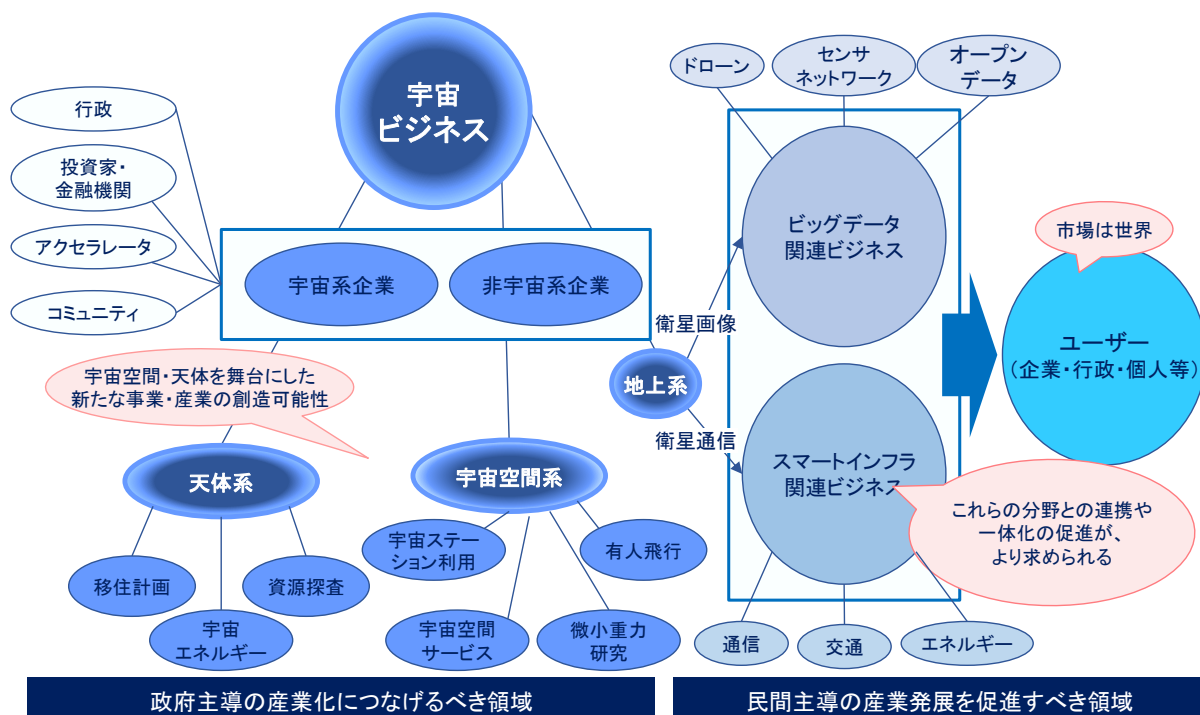 宇宙
ビジネス
行政
投資家・
金融機関
アクセラレータ
コミュニティ
宇宙系企業
非宇宙系企業
宇宙空間・天体を舞台にした
新たな事業・産業の創造可能性
天体系
移住計画
宇宙
エネルギー
資源探査
宇宙空間系
宇宙ステー
ション利用
宇宙空間
サービス
微小重力
研究
有人飛行
地上系
衛星画像
衛星通信
ドローン
センサ
ネットワーク
オープン
データ
ビッグデータ
関連ビジネス
スマートインフラ
関連ビジネス
通信
交通
エネルギー
市場は世界
ユーザー
（企業・行政・個人等）
これらの分野との連携や
一体化の促進が、
より求められる
政府主導の産業化につなげるべき領域
民間主導の産業発展を促進すべき領域